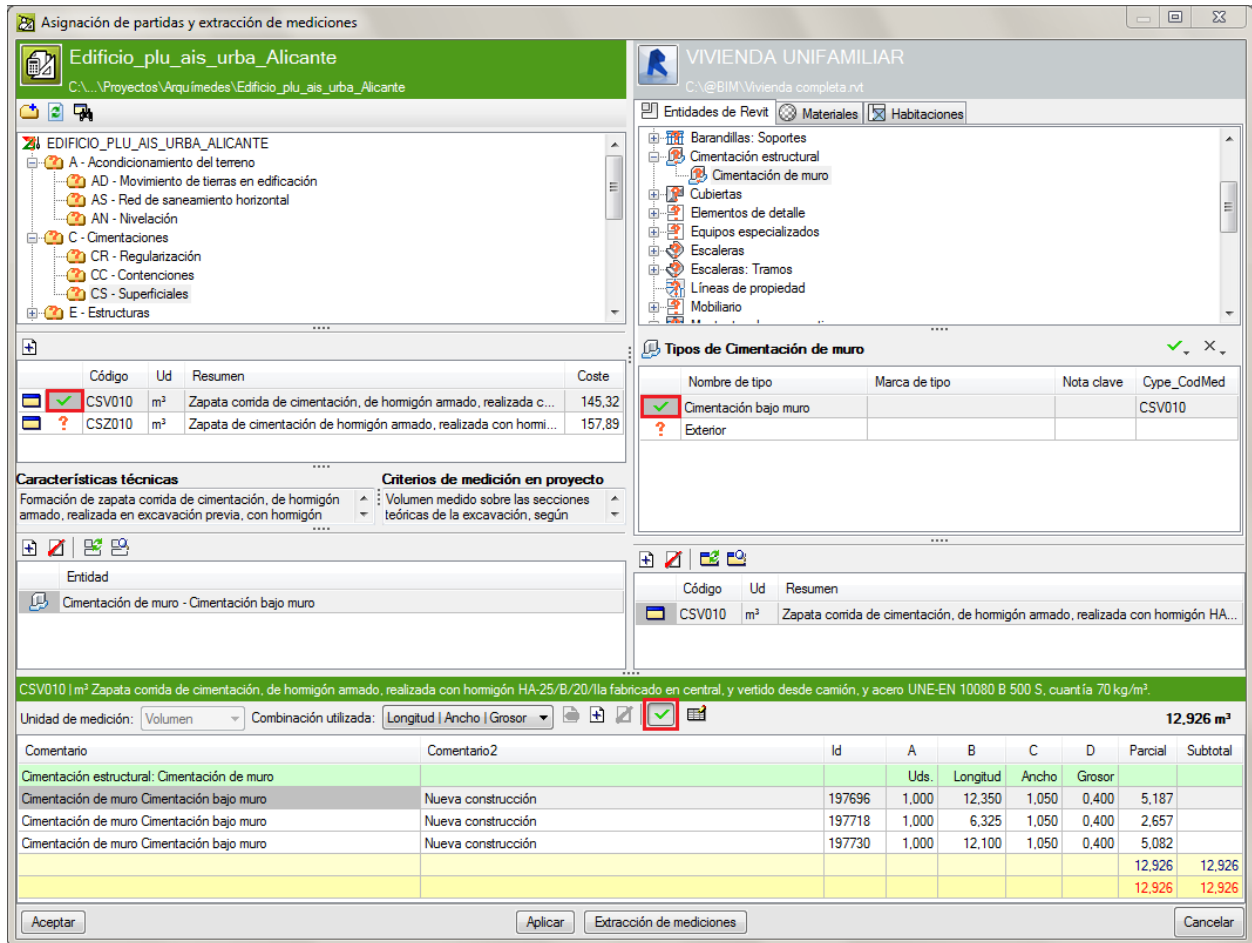 Asignación de partidas y extracción de mediciones
Edificio_plu_ais_urba_Alicante
C:\...\Proyectos\Arquímedes\Edificio_plu_ais_urba_Alicante
EDIFICIO_PLU_AIS_URBA_ALICANTE
A - Acondicionamiento del terreno
AD - Movimiento de tierras en edificación
AS - Red de saneamiento horizontal
AN - Nivelación
C - Cimentaciones
CR - Regularización
CC - Contenciones
CS - Superficiales
E - Estructuras
Código Ud Resumen Coste
CSV010 m³ Zapata corrida de cimentación, de hormigón armado, realizada c... 145,32
CSZ010 m³ Zapata de cimentación de hormigón armado, realizada con hormi... 157,89
Características técnicas
Formación de zapata corrida de cimentación, de hormigón
armado, realizada en excavación previa, con hormigón
Criterios de medición en proyecto
Volumen medido sobre las secciones
teóricas de la excavación, según
Entidad
Cimentación de muro - Cimentación bajo muro
VIVIENDA UNIFAMILIAR
C:\@BIM\Vivienda completa.rvt
Entidades de Revit Materiales Habitaciones
Barandillas: Soportes
Cimentación estructural
Cimentación de muro
Cubiertas
Elementos de detalle
Equipos especializados
Escaleras
Escaleras: Tramos
Líneas de propiedad
Mobiliario
Tipos de Cimentación de muro
Nombre de tipo Marca de tipo Nota clave Cype_CodMed
Cimentación bajo muro CSV010
Exterior
Código Ud Resumen
CSV010 m³ Zapata corrida de cimentación, de hormigón armado, realizada con hormigón HA...
CSV010 | m³ Zapata corrida de cimentación, de hormigón armado, realizada con hormigón HA-25/B/20/IIa fabricado en central, y vertido desde camión, y acero UNE-EN 10080 B 500 S, cuantía 70 kg/m³.
Unidad de medición: Volumen Combinación utilizada: Longitud | Ancho | Grosor 12,926 m³
Comentario Comentario2 Id A B C D Parcial Subtotal
Cimentación estructural: Cimentación de muro Uds. Longitud Ancho Grosor
Cimentación de muro Cimentación bajo muro Nueva construcción 197696 1,000 12,350 1,050 0,400 5,187
Cimentación de muro Cimentación bajo muro Nueva construcción 197718 1,000 6,325 1,050 0,400 2,657
Cimentación de muro Cimentación bajo muro Nueva construcción 197730 1,000 12,100 1,050 0,400 5,082
12,926 12,926
12,926 12,926
Aceptar Aplicar Extracción de mediciones Cancelar